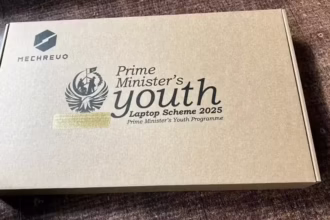 MECHREVO
Prime
Minister's
youth
Laptop Scheme 2025
Prime Minister's Youth Programme